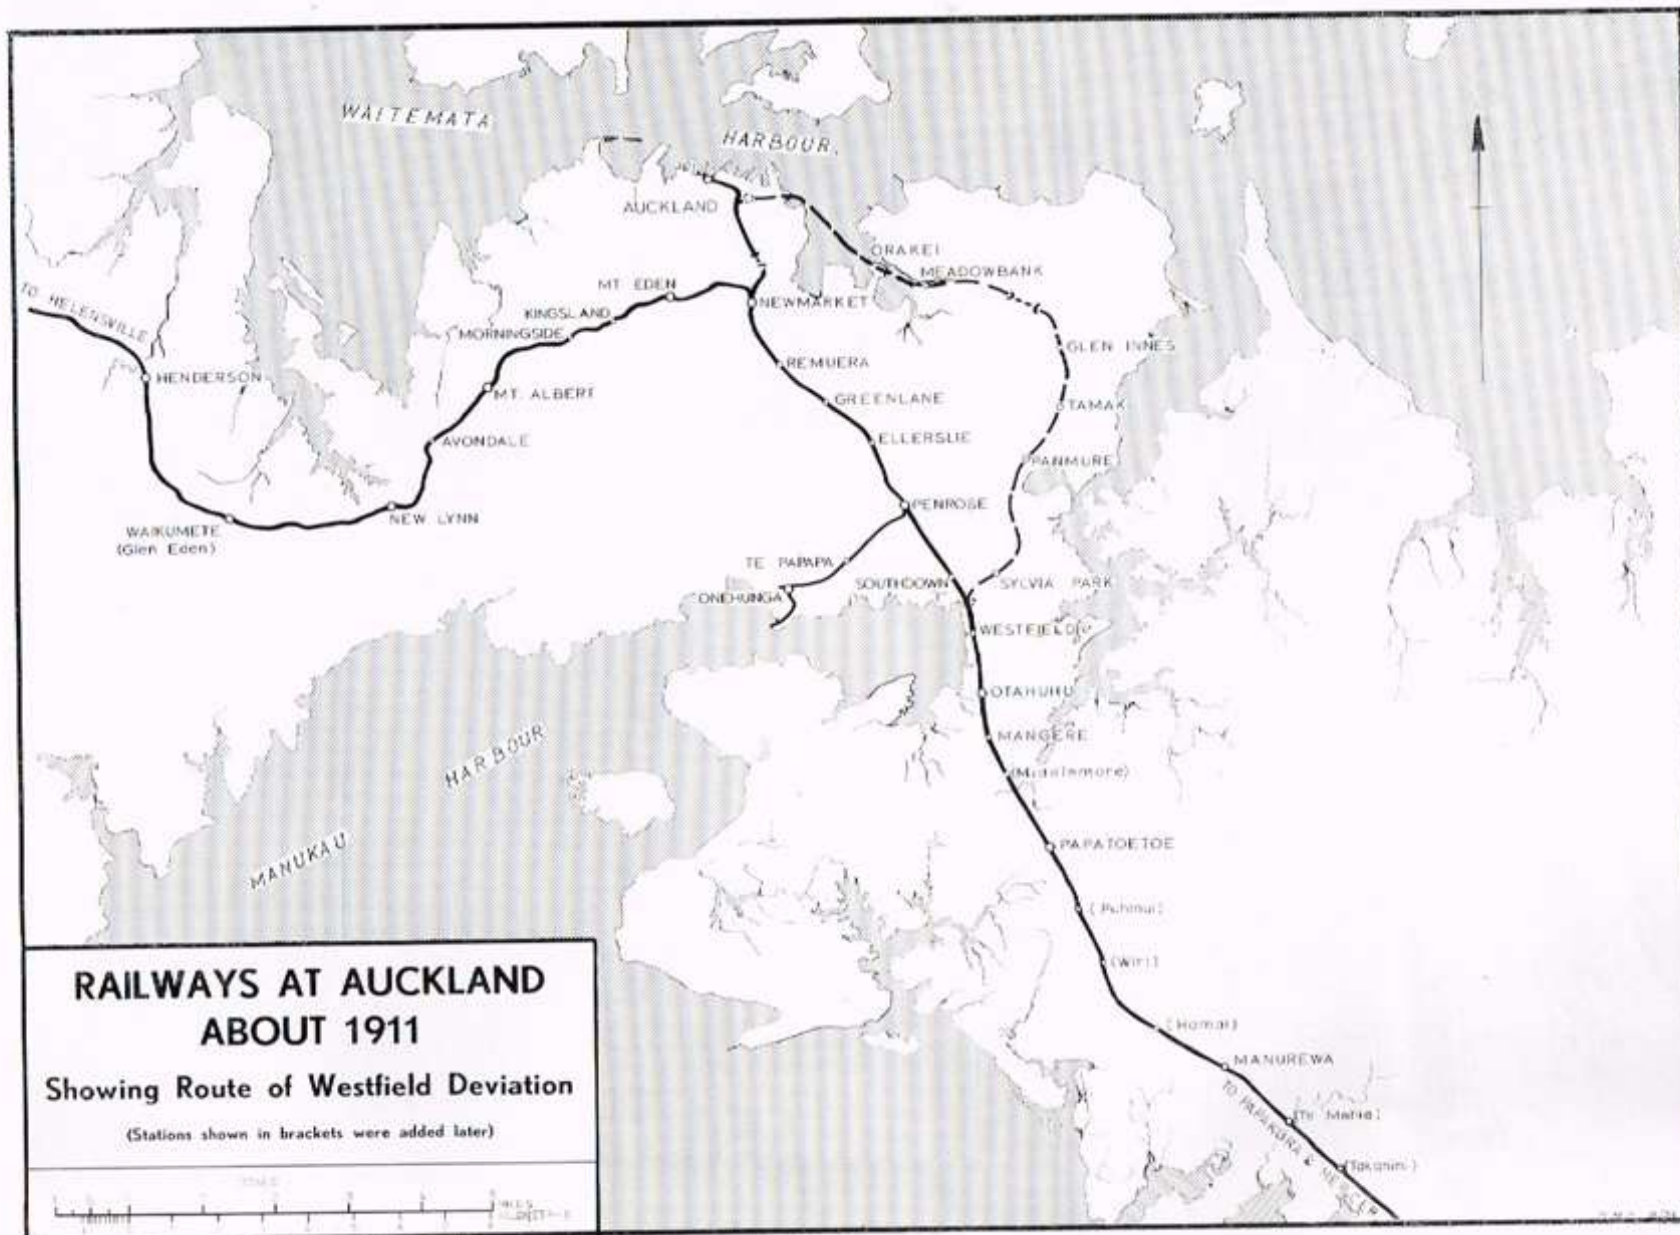 WAITEMATA
HARBOUR
AUCKLAND
ORAKEI
MEADOWBANK
MT EDEN
NEWMARKET
KINGSLAND
MORNINGSIDE
TO HELENSVILLE
GLEN INNES
REMUERA
HENDERSON
MT. ALBERT
GREENLANE
TAMAKI
AVONDALE
ELLERSLIE
PANMURE
PENROSE
NEW LYNN
WAIKUMETE
(Glen Eden)
TE PAPAPA
SOUTHDOWN
SYLVIA PARK
ONEHUNGA
WESTFIELD
OTAHUHU
MANGERE
HARBOUR
(Middlemore)
MANUKAU
PAPATOETOE
(Puhinui)
(Wiri)
(Homai)
MANUREWA
TO PAPAKURA & MERCER
(Te Mahia)
(Takanini)
RAILWAYS AT AUCKLAND
ABOUT 1911
Showing Route of Westfield Deviation
(Stations shown in brackets were added later)
MILES